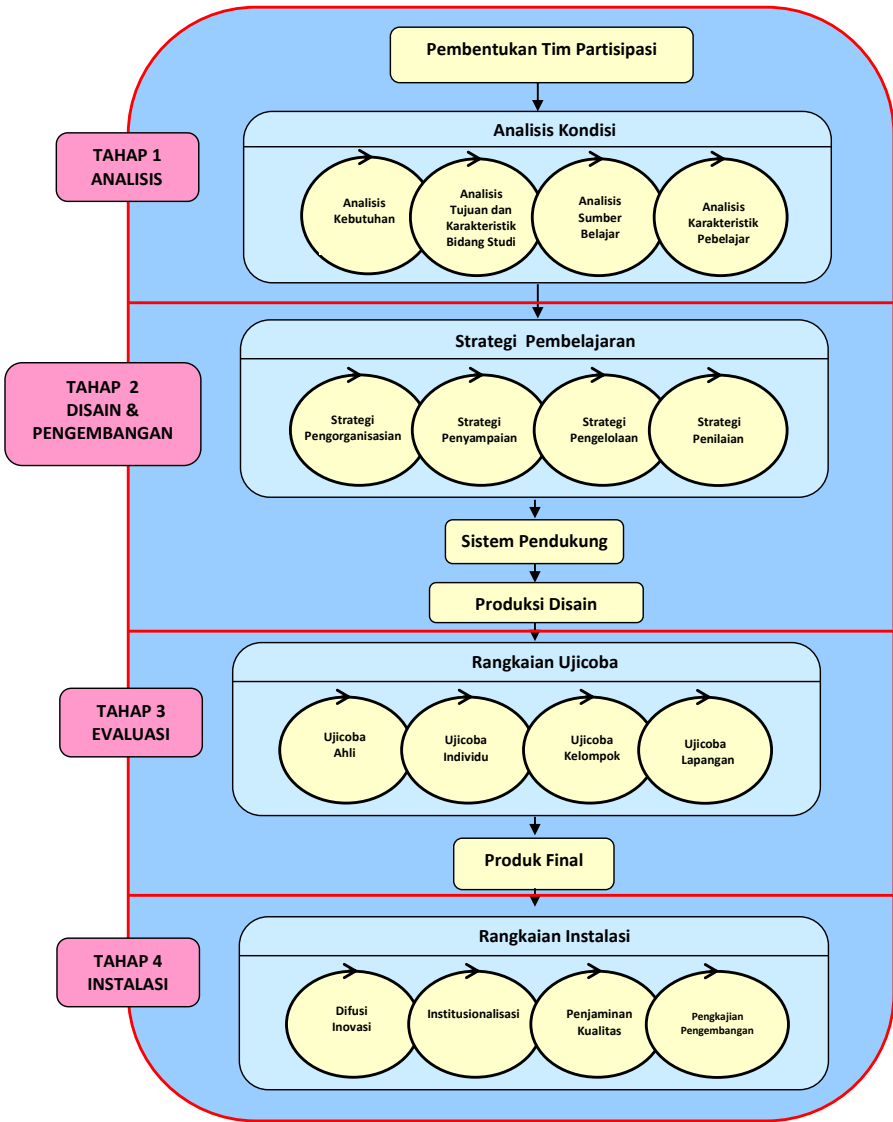 Pembentukan Tim Partisipasi
TAHAP 1
ANALISIS
Analisis Kondisi
Analisis
Kebutuhan
Analisis
Tujuan dan
Karakteristik
Bidang Studi
Analisis
Sumber
Belajar
Analisis
Karakteristik
Pebelajar
TAHAP 2
DISAIN &
PENGEMBANGAN
Strategi Pembelajaran
Strategi
Pengorganisasian
Strategi
Penyampaian
Strategi
Pengelolaan
Strategi
Penilaian
Sistem Pendukung
Produksi Disain
TAHAP 3
EVALUASI
Rangkaian Ujicoba
Ujicoba
Ahli
Ujicoba
Individu
Ujicoba
Kelompok
Ujicoba
Lapangan
Produk Final
TAHAP 4
INSTALASI
Rangkaian Instalasi
Difusi
Inovasi
Institusionalisasi
Penjaminan
Kualitas
Pengkajian
Pengembangan